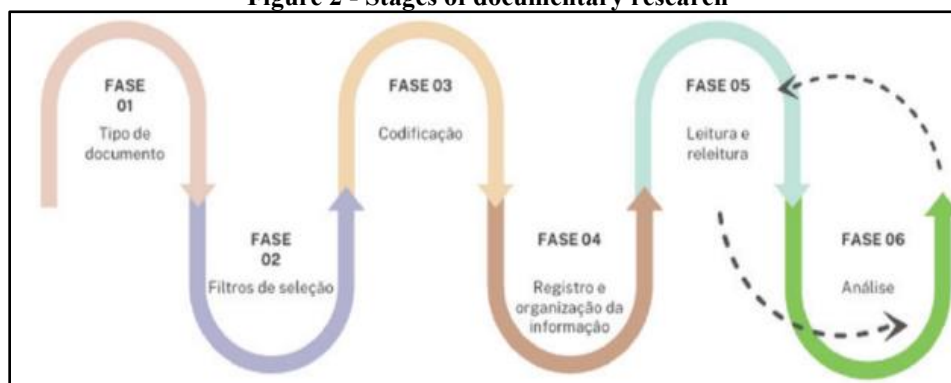 Figure 2 - Stages of documentary research
FASE
01
Tipo de
documento
FASE
02
Filtros de seleção
FASE 03
Codificação
FASE 04
Registro e
organização da
informação
FASE 05
Leitura e
releitura
FASE 06
Análise